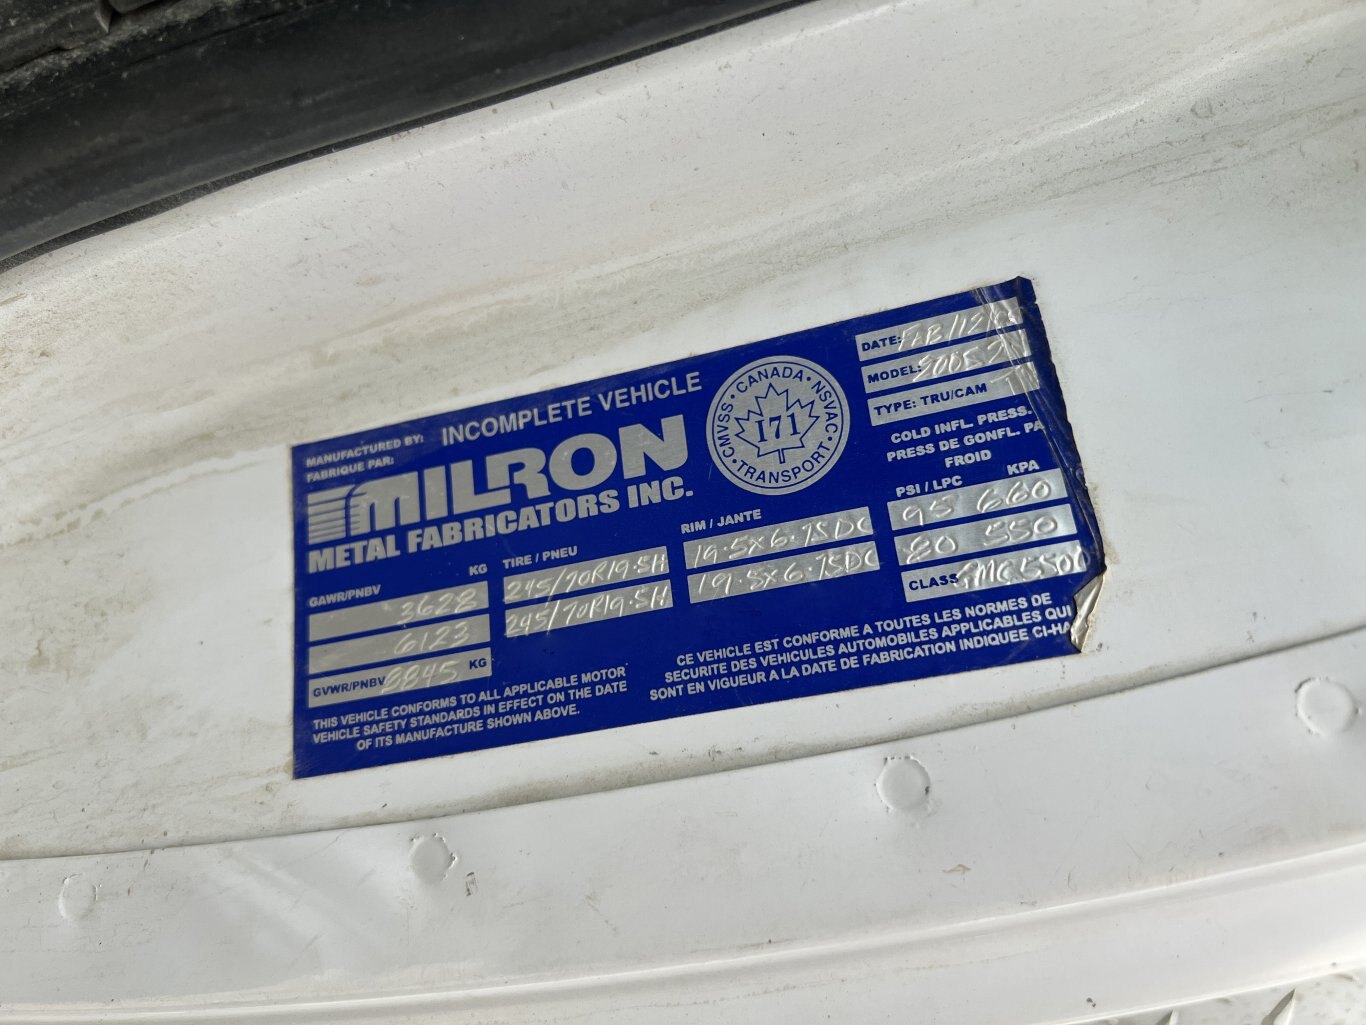 MANUFACTURED BY: INCOMPLETE VEHICLE
FABRIQUE PAR:
MILRON
METAL FABRICATORS INC.
CANADA · NSVAC · TRANSPORT · CMVSS ·
171
DATE:
MODEL:
TYPE: TRU/CAM
COLD INFL. PRESS.
PRESS DE GONFL. PA
FROID
GAWR/PNBV KG TIRE / PNEU RIM / JANTE PSI / LPC KPA
3628 245/70R19.5H 19.5x6.75DC 95 660
6123 245/70R19.5H 19.5x6.75DC 80 550
GVWR/PNBV 8845 KG
CLASS GMC5500
THIS VEHICLE CONFORMS TO ALL APPLICABLE MOTOR
VEHICLE SAFETY STANDARDS IN EFFECT ON THE DATE
OF ITS MANUFACTURE SHOWN ABOVE.
CE VEHICLE EST CONFORME A TOUTES LES NORMES DE
SECURITE DES VEHICULES AUTOMOBILES APPLICABLES QUI
SONT EN VIGUEUR A LA DATE DE FABRICATION INDIQUEE CI-HA